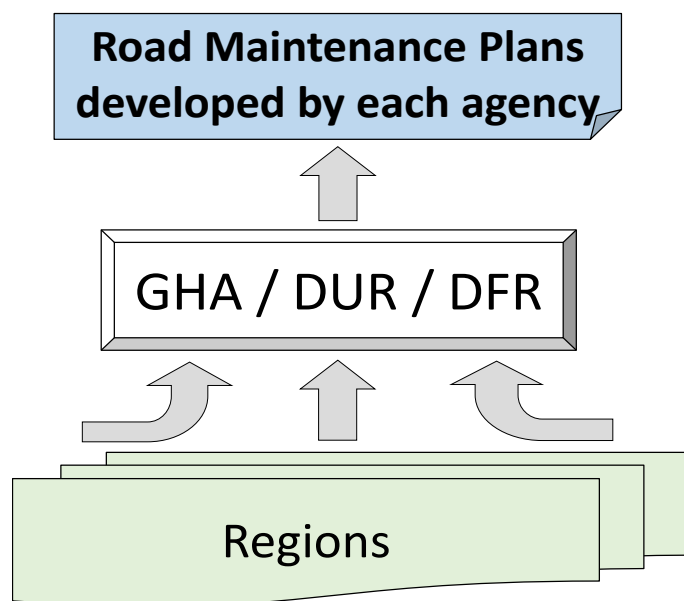 Road Maintenance Plans
developed by each agency
GHA / DUR / DFR
Regions